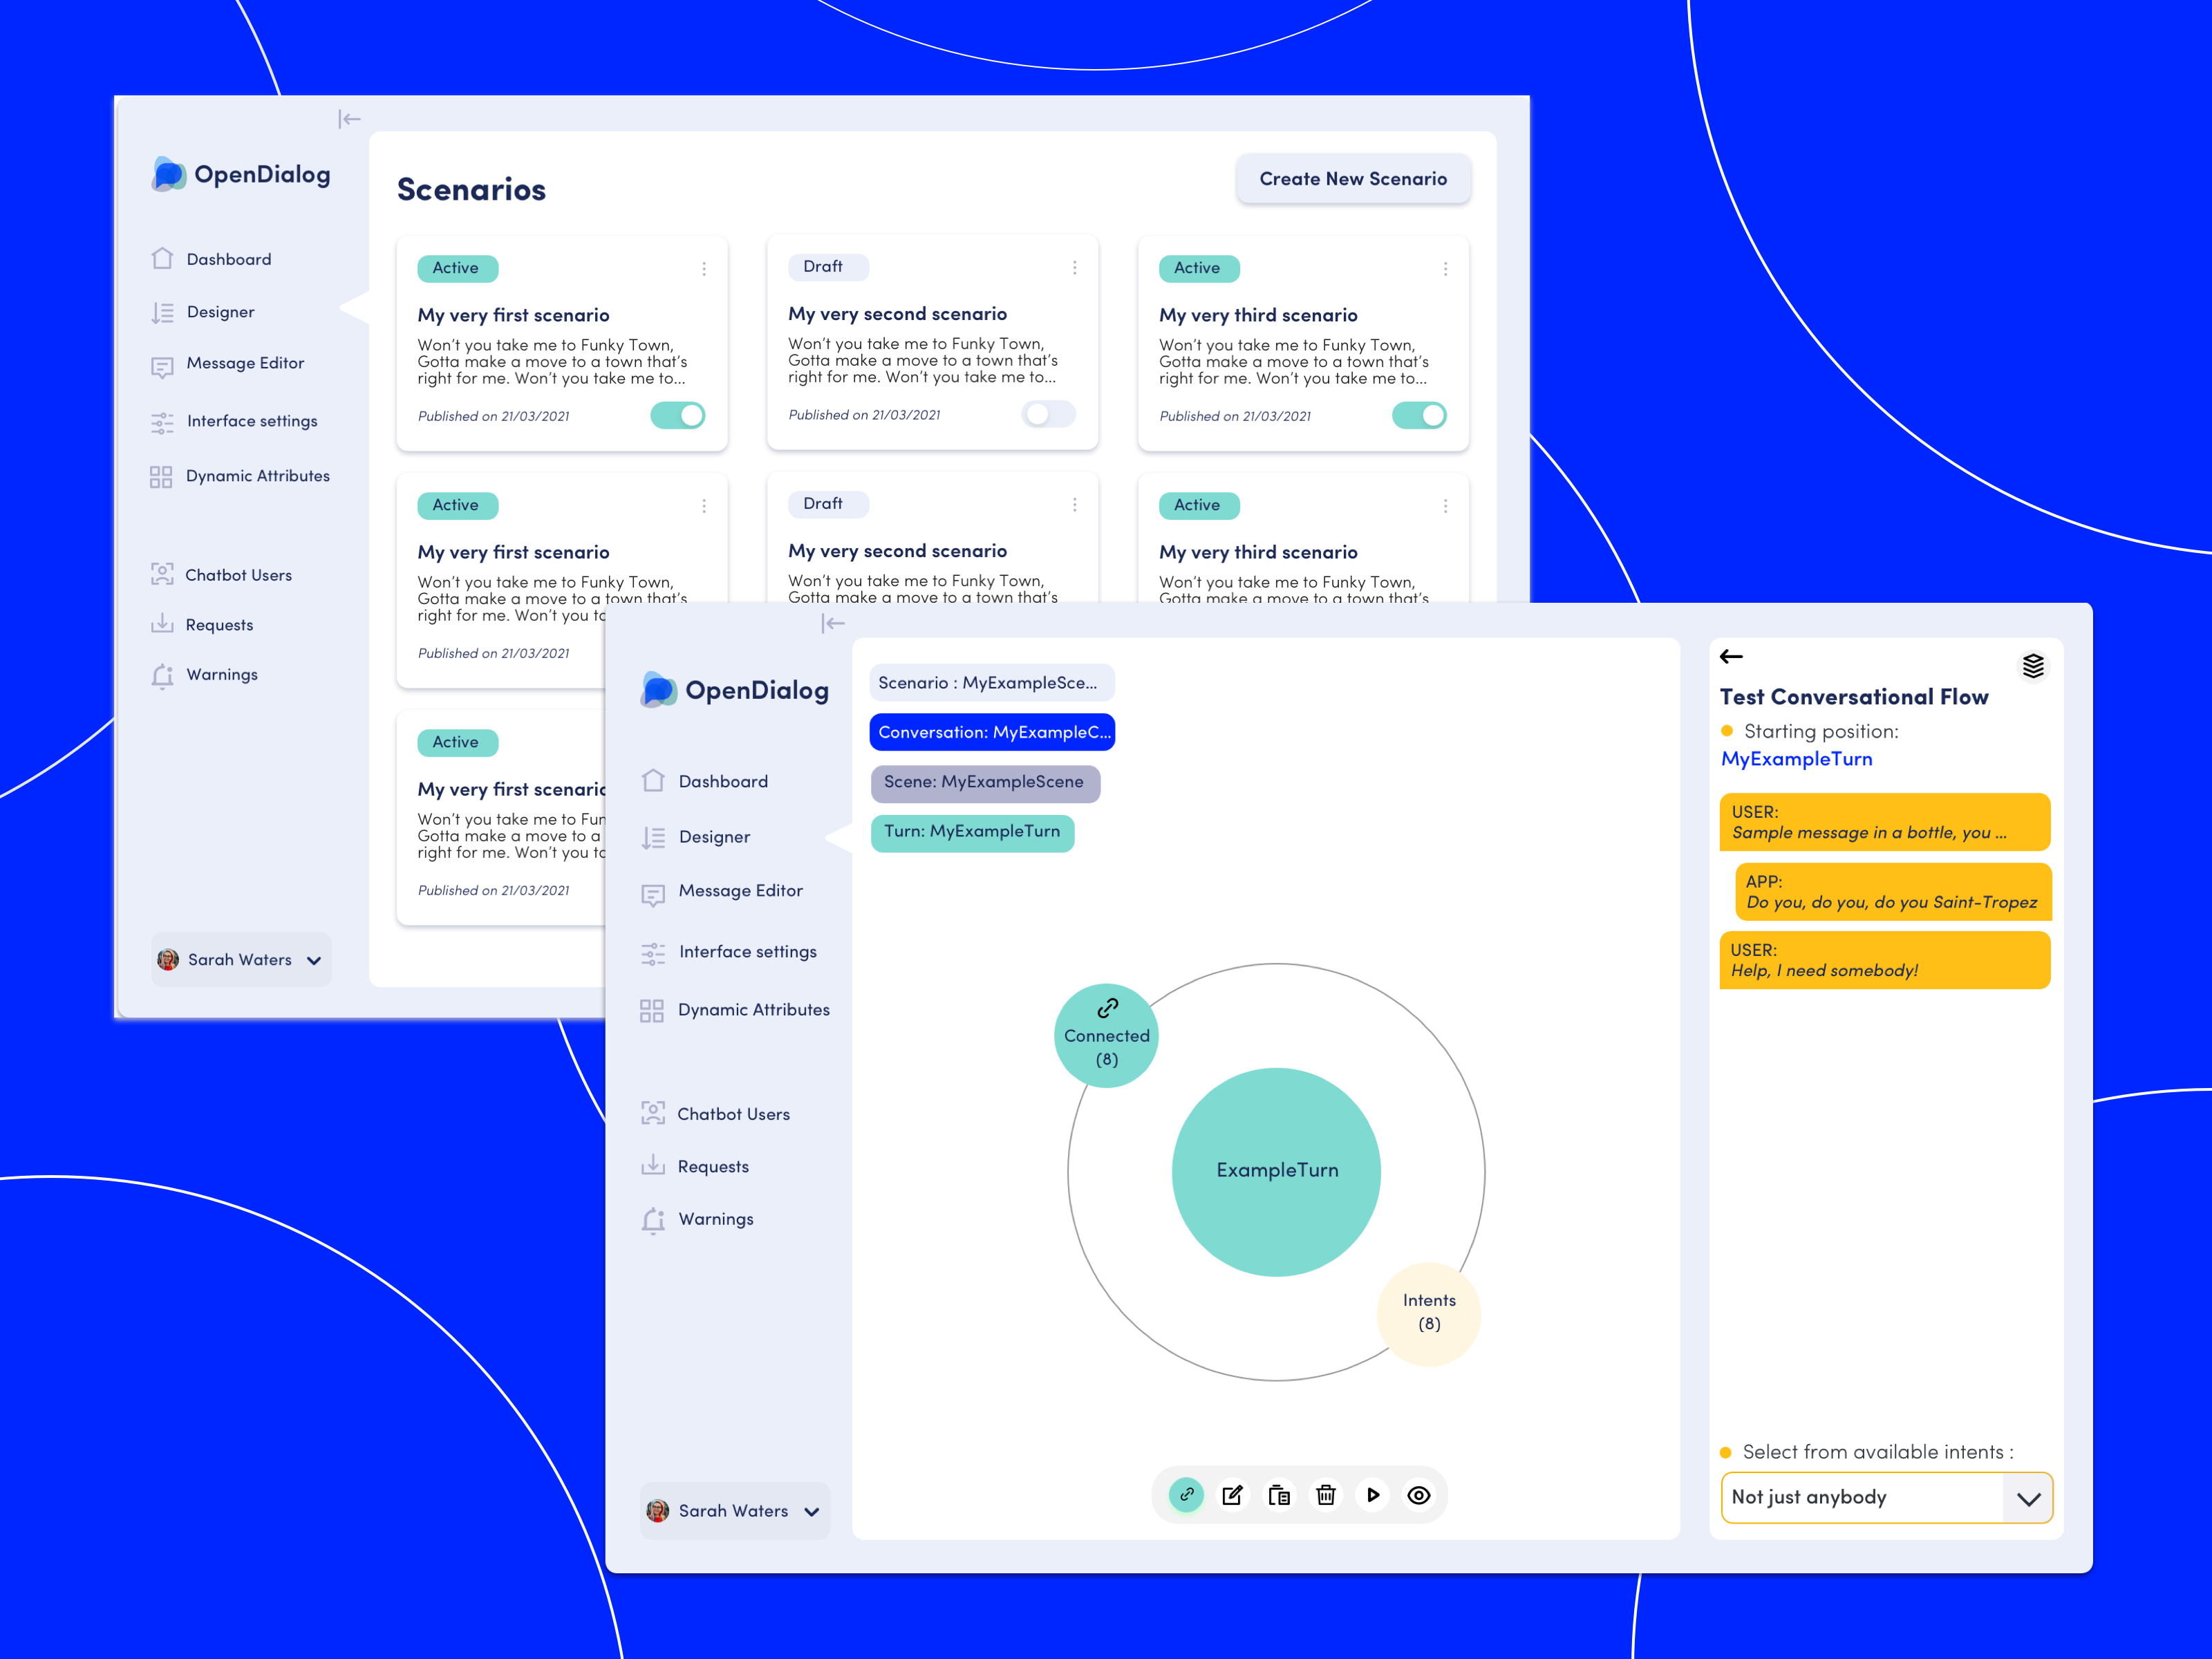 OpenDialog
Dashboard
Designer
Message Editor
Interface settings
Dynamic Attributes
Chatbot Users
Requests
Warnings
Sarah Waters
Scenarios
Create New Scenario
Active
My very first scenario
Won't you take me to Funky Town,
Gotta make a move to a town that's
right for me. Won't you take me to...
Published on 21/03/2021
Draft
My very second scenario
Won't you take me to Funky Town,
Gotta make a move to a town that's
right for me. Won't you take me to...
Published on 21/03/2021
Active
My very third scenario
Won't you take me to Funky Town,
Gotta make a move to a town that's
right for me. Won't you take me to...
Published on 21/03/2021
Active
My very first scenario
Won't you take me to Funky Town,
Gotta make a move to a town that's
right for me. Won't you
Published on 21/03/2021
Draft
My very second scenario
Won't you take me to Funky Town,
Gotta make a move to a town that's
Active
My very third scenario
Won't you take me to Funky Town,
Gotta make a move to a town that's
Active
My very first scenario
Won't you take me to
Gotta make a move to a
right for me. Won't you
Published on 21/03/2021
OpenDialog
Dashboard
Designer
Message Editor
Interface settings
Dynamic Attributes
Chatbot Users
Requests
Warnings
Sarah Waters
Scenario : MyExampleSce...
Conversation: MyExampleC...
Scene: MyExampleScene
Turn: MyExampleTurn
Connected
(8)
ExampleTurn
Intents
(8)
Test Conversational Flow
Starting position:
MyExampleTurn
USER:
Sample message in a bottle, you ...
APP:
Do you, do you, do you Saint-Tropez
USER:
Help, I need somebody!
Select from available intents :
Not just anybody